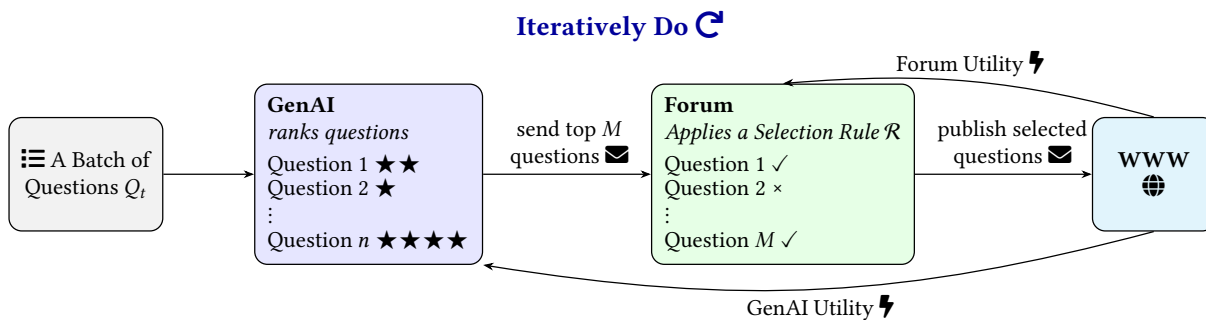 Iteratively Do
A Batch of
Questions Q_t
GenAI
ranks questions
Question 1 ★★
Question 2 ★
⋮
Question n ★★★★
send top M
questions
Forum
Applies a Selection Rule R
Question 1 ✓
Question 2 ×
⋮
Question M ✓
publish selected
questions
WWW
Forum Utility
GenAI Utility